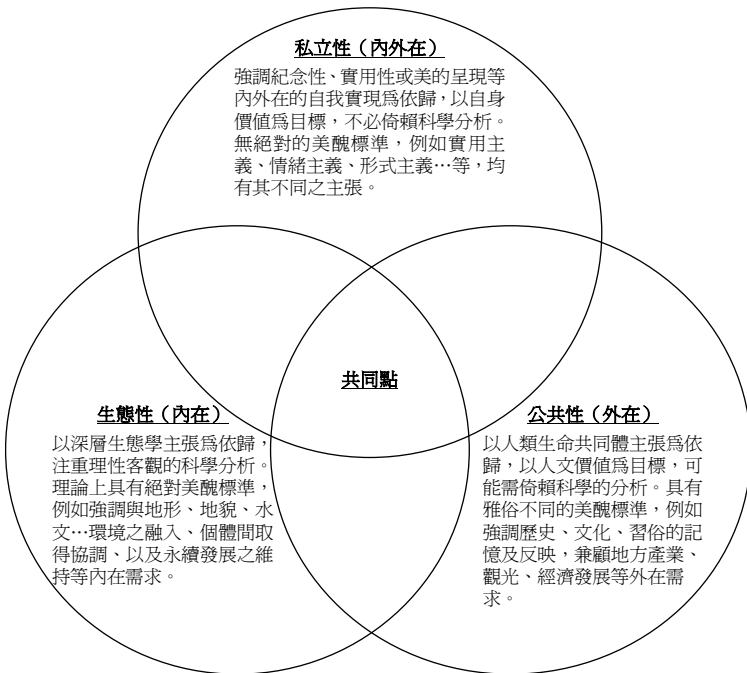 私立性（內外在）
強調紀念性、實用性或美的呈現等
內外在的自我實現為依歸，以自身
價值為目標，不必倚賴科學分析。
無絕對的美醜標準，例如實用主
義、情緒主義、形式主義…等，均
有其不同之主張。
共同點
生態性（內在）
以深層生態學主張為依歸，
注重理性客觀的科學分析。
理論上具有絕對美醜標準，
例如強調與地形、地貌、水
文…環境之融入、個體間取
得協調、以及永續發展之維
持等內在需求。
公共性（外在）
以人類生命共同體主張為依
歸，以人文價值為目標，可
能需倚賴科學的分析。具有
雅俗不同的美醜標準，例如
強調歷史、文化、習俗的記
憶及反映，兼顧地方產業、
觀光、經濟發展等外在需
求。